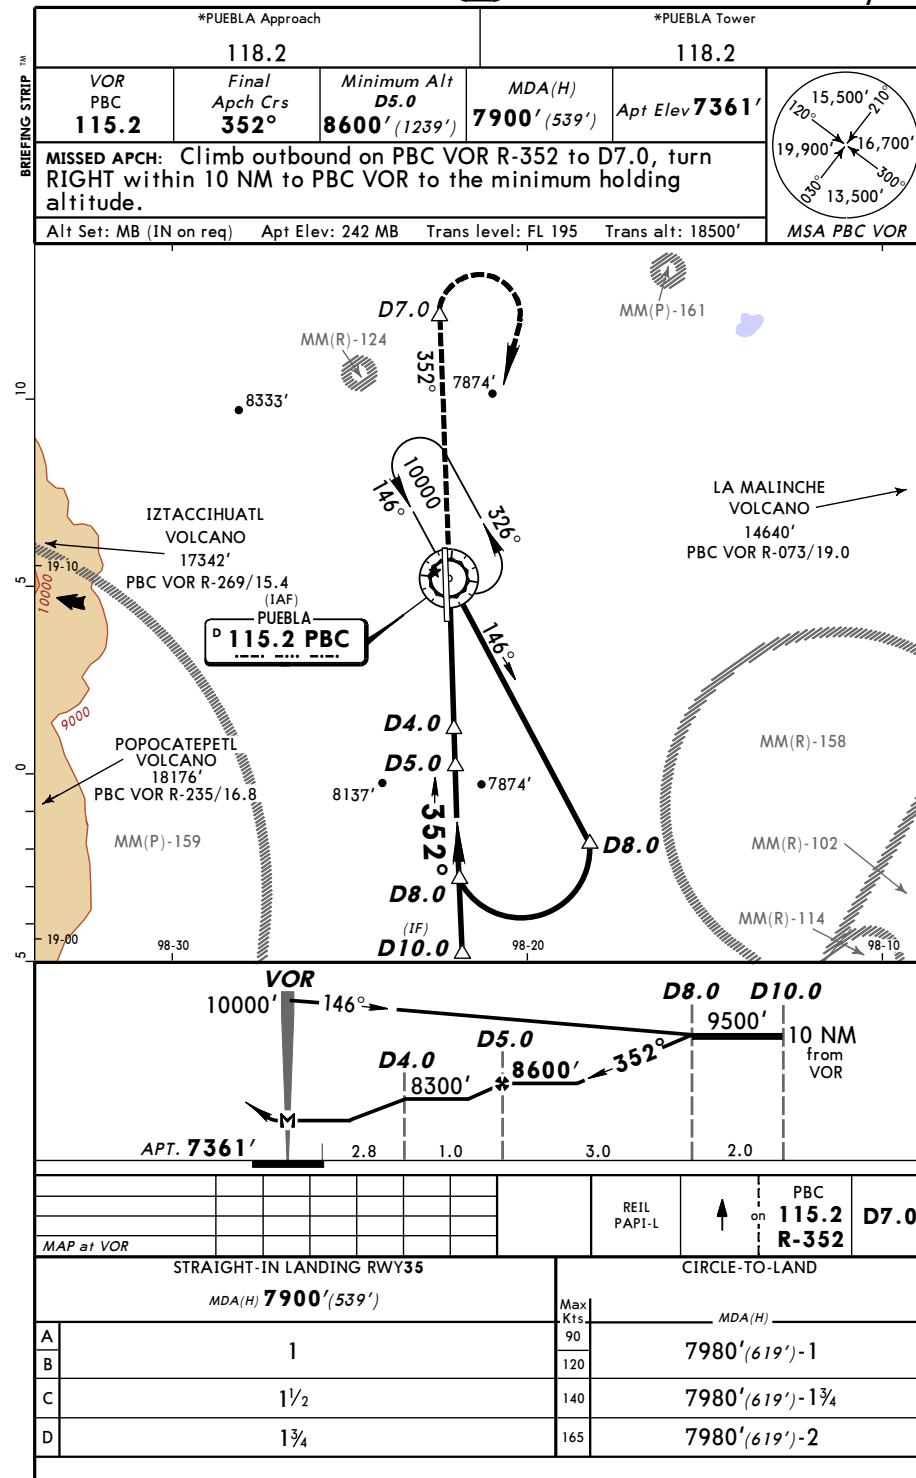 *PUEBLA Approach
118.2
*PUEBLA Tower
118.2
BRIEFING STRIP TM
VOR
PBC
115.2
Final
Apch Crs
352°
Minimum Alt
D5.0
8600' (1239')
MDA(H)
7900' (539')
Apt Elev 7361'
MISSED APCH: Climb outbound on PBC VOR R-352 to D7.0, turn
RIGHT within 10 NM to PBC VOR to the minimum holding
altitude.
Alt Set: MB (IN on req) Apt Elev: 242 MB Trans level: FL 195 Trans alt: 18500'
15,500'
120°
210°
19,900'
16,700'
030°
300°
13,500'
MSA PBC VOR
D7.0
MM(P)-161
MM(R)-124
352°
7874'
8333'
10
10000
146°
326°
LA MALINCHE
VOLCANO
14640'
PBC VOR R-073/19.0
IZTACCIHUATL
VOLCANO
17342'
PBC VOR R-269/15.4
19-10
5
10000
(IAF)
PUEBLA
D 115.2 PBC
146°
9000
D4.0
POPOCATEPETL
VOLCANO
18176'
PBC VOR R-235/16.8
D5.0
0
8137'
7874'
MM(R)-158
352°
MM(P)-159
D8.0
MM(R)-102
D8.0
(IF)
D10.0
MM(R)-114
19-00
98-30
98-20
98-10
5
VOR
10000'
146°
D8.0 D10.0
9500'
10 NM
from
VOR
D5.0
D4.0
8600'
352°
8300'
M
APT. 7361'
2.8 1.0 3.0 2.0
MAP at VOR
REIL
PAPI-L
on
PBC
115.2
R-352
D7.0
STRAIGHT-IN LANDING RWY35
MDA(H) 7900' (539')
CIRCLE-TO-LAND
Max
Kts
MDA(H)
A
B
1
90
120
7980' (619')-1
C
1½
140
7980' (619')-1¾
D
1¾
165
7980' (619')-2